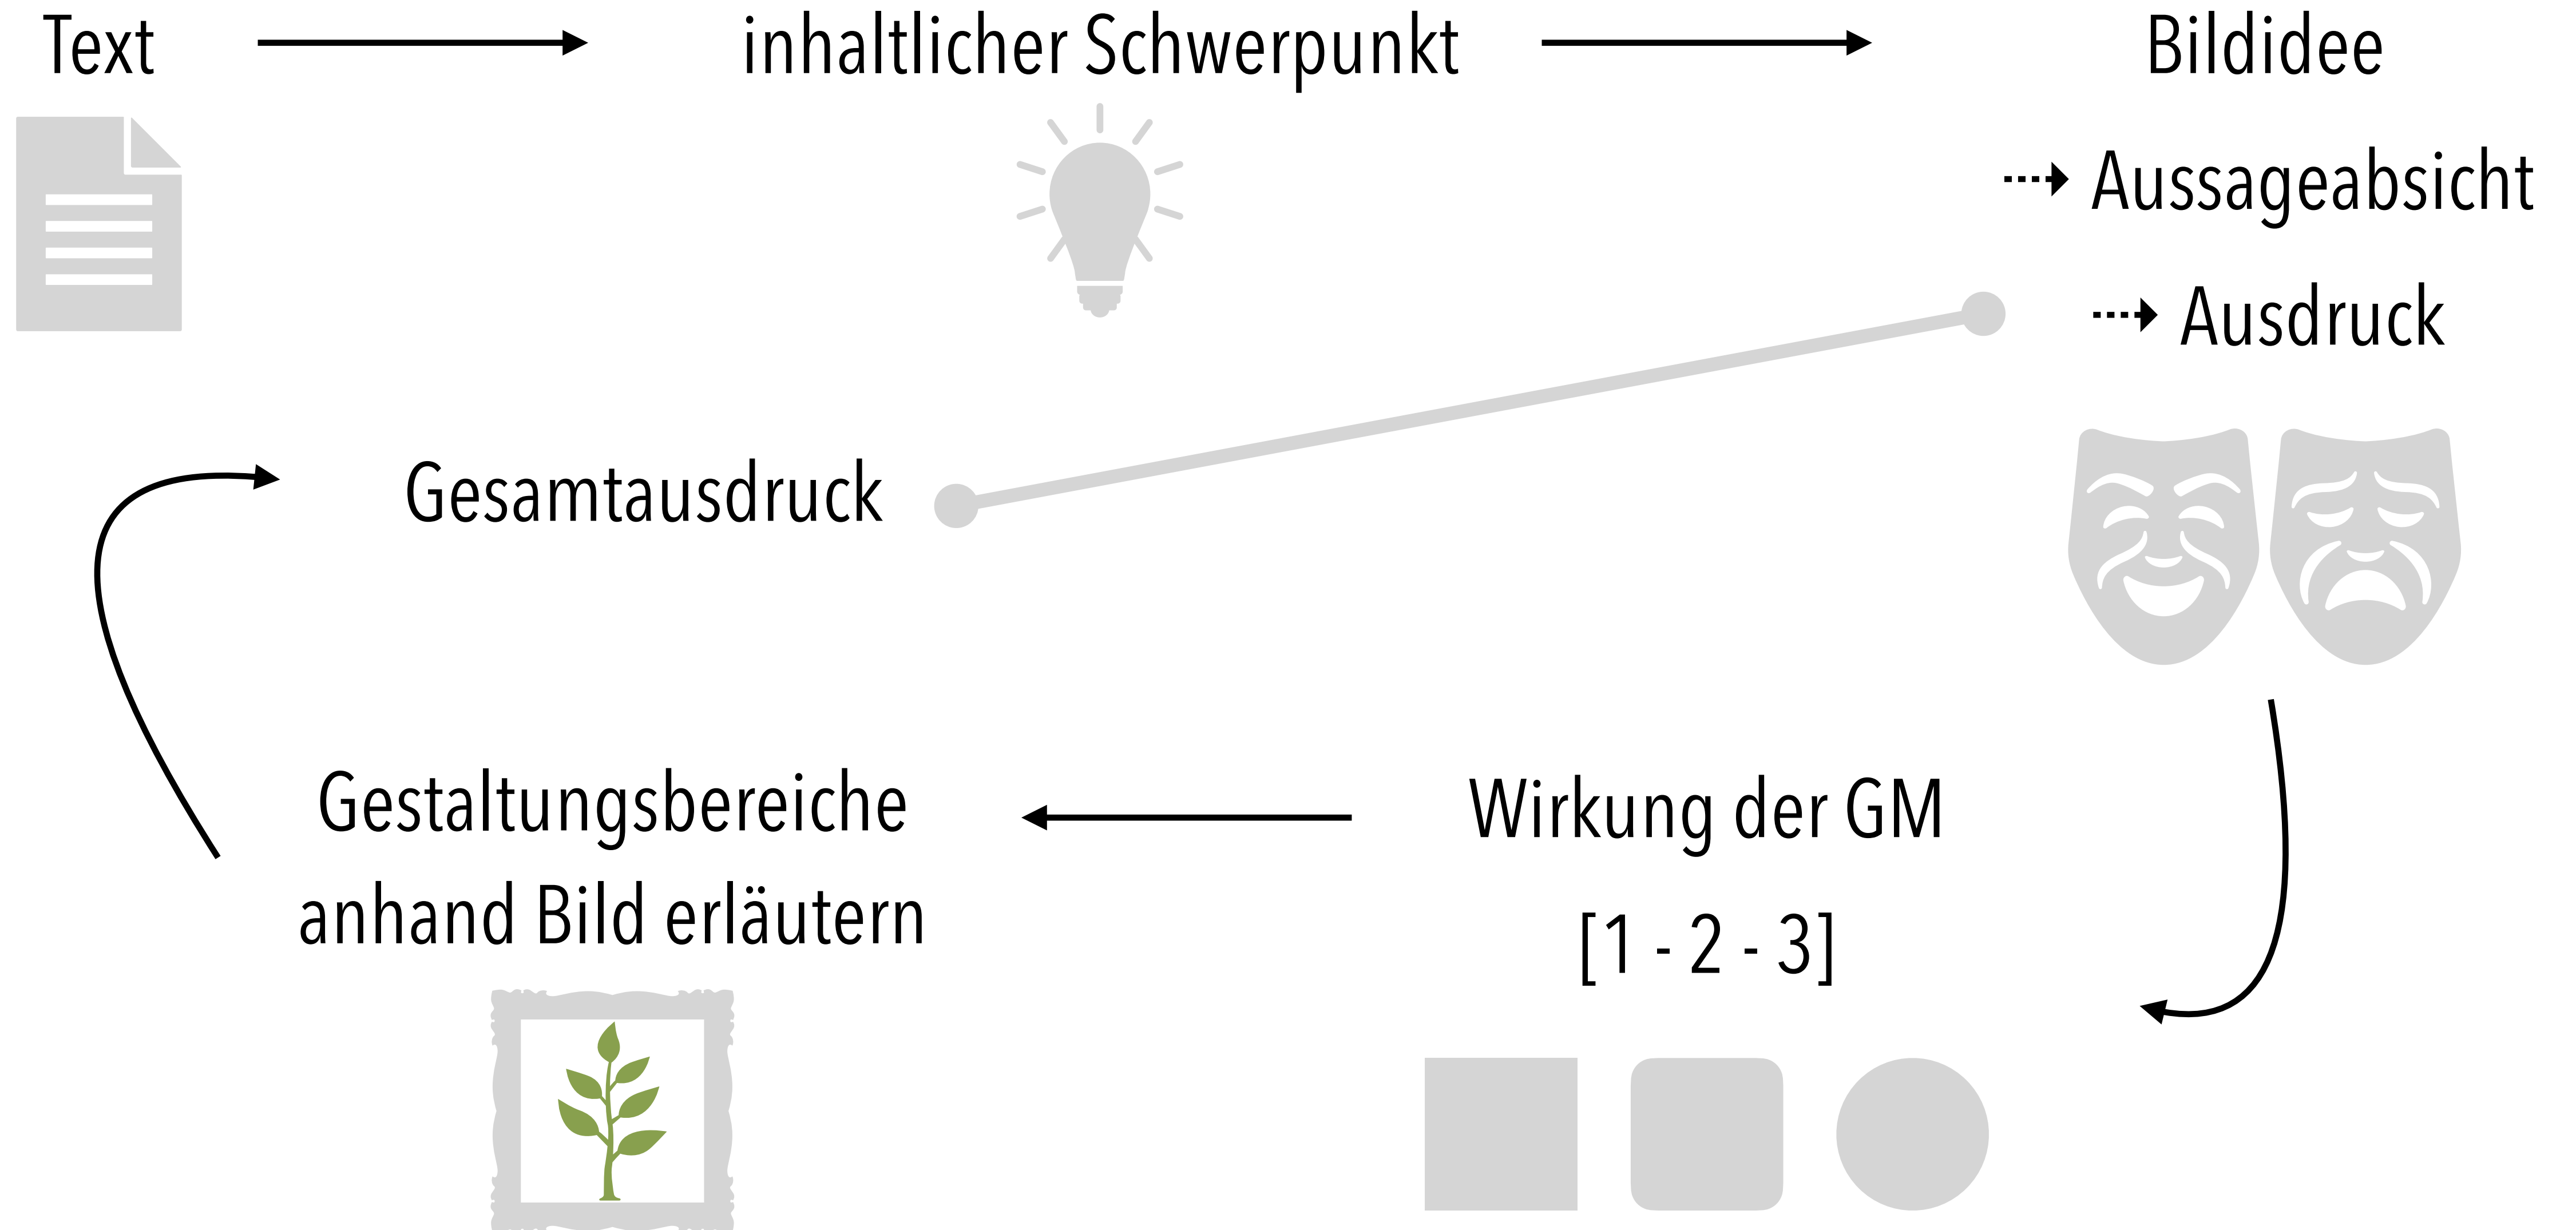 Text
inhaltlicher Schwerpunkt
Bildidee
Aussageabsicht
Ausdruck
Gesamtausdruck
Wirkung der GM
[1 - 2 - 3]
Gestaltungsbereiche
anhand Bild erläutern